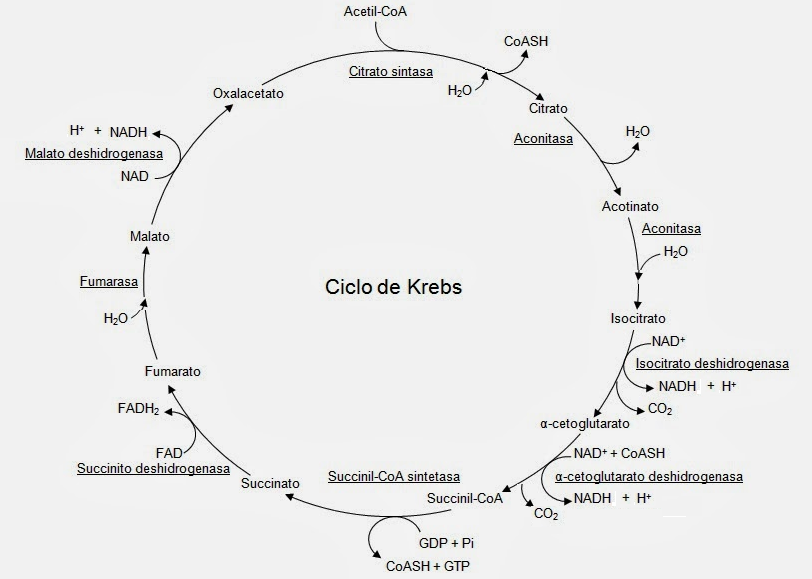 Acetil-CoA
CoASH
Citrato sintasa
H₂O
Oxalacetato
Citrato
H⁺ + NADH
H₂O
Aconitasa
Malato deshidrogenasa
NAD
Acotinato
Aconitasa
Malato
H₂O
Fumarasa
Ciclo de Krebs
H₂O
Isocitrato
NAD⁺
Isocitrato deshidrogenasa
Fumarato
NADH + H⁺
FADH₂
CO₂
α-cetoglutarato
FAD
NAD⁺ + CoASH
Succinito deshidrogenasa
Succinil-CoA sintetasa
α-cetoglutarato deshidrogenasa
Succinato
Succinil-CoA
NADH + H⁺
CO₂
GDP + Pi
CoASH + GTP